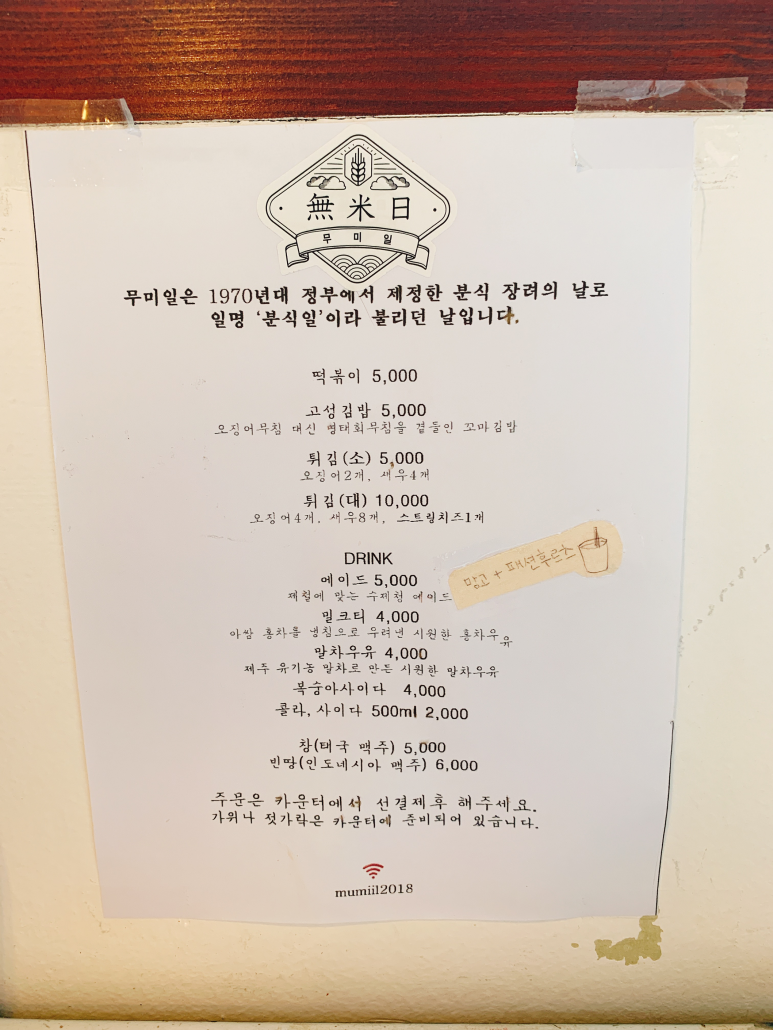 無米日
무미일
무미일은 1970년대 정부에서 제정한 분식 장려의 날로
일명 '분식일'이라 불리던 날입니다.
떡볶이 5,000
고성김밥 5,000
오징어무침 대신 명태회무침을 곁들인 꼬마김밥
튀김(소) 5,000
오징어2개, 새우4개
튀김(대) 10,000
오징어4개, 새우8개, 스트링치즈1개
DRINK
에이드 5,000
망고 + 패션후르츠
제철에 맞는 수제청 에이드
밀크티 4,000
아쌈 홍차를 냉침으로 우려낸 시원한 홍차우유
말차우유 4,000
제주 유기농 말차로 만든 시원한 말차우유
복숭아사이다 4,000
콜라, 사이다 500ml 2,000
창(태국 맥주) 5,000
빈땅(인도네시아 맥주) 6,000
주문은 카운터에서 선결제후 해주세요.
가위나 젓가락은 카운터에 준비되어 있습니다.
mumiil2018